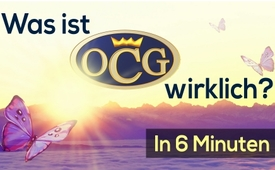 Was ist
OCG
wirklich?
In 6 Minuten